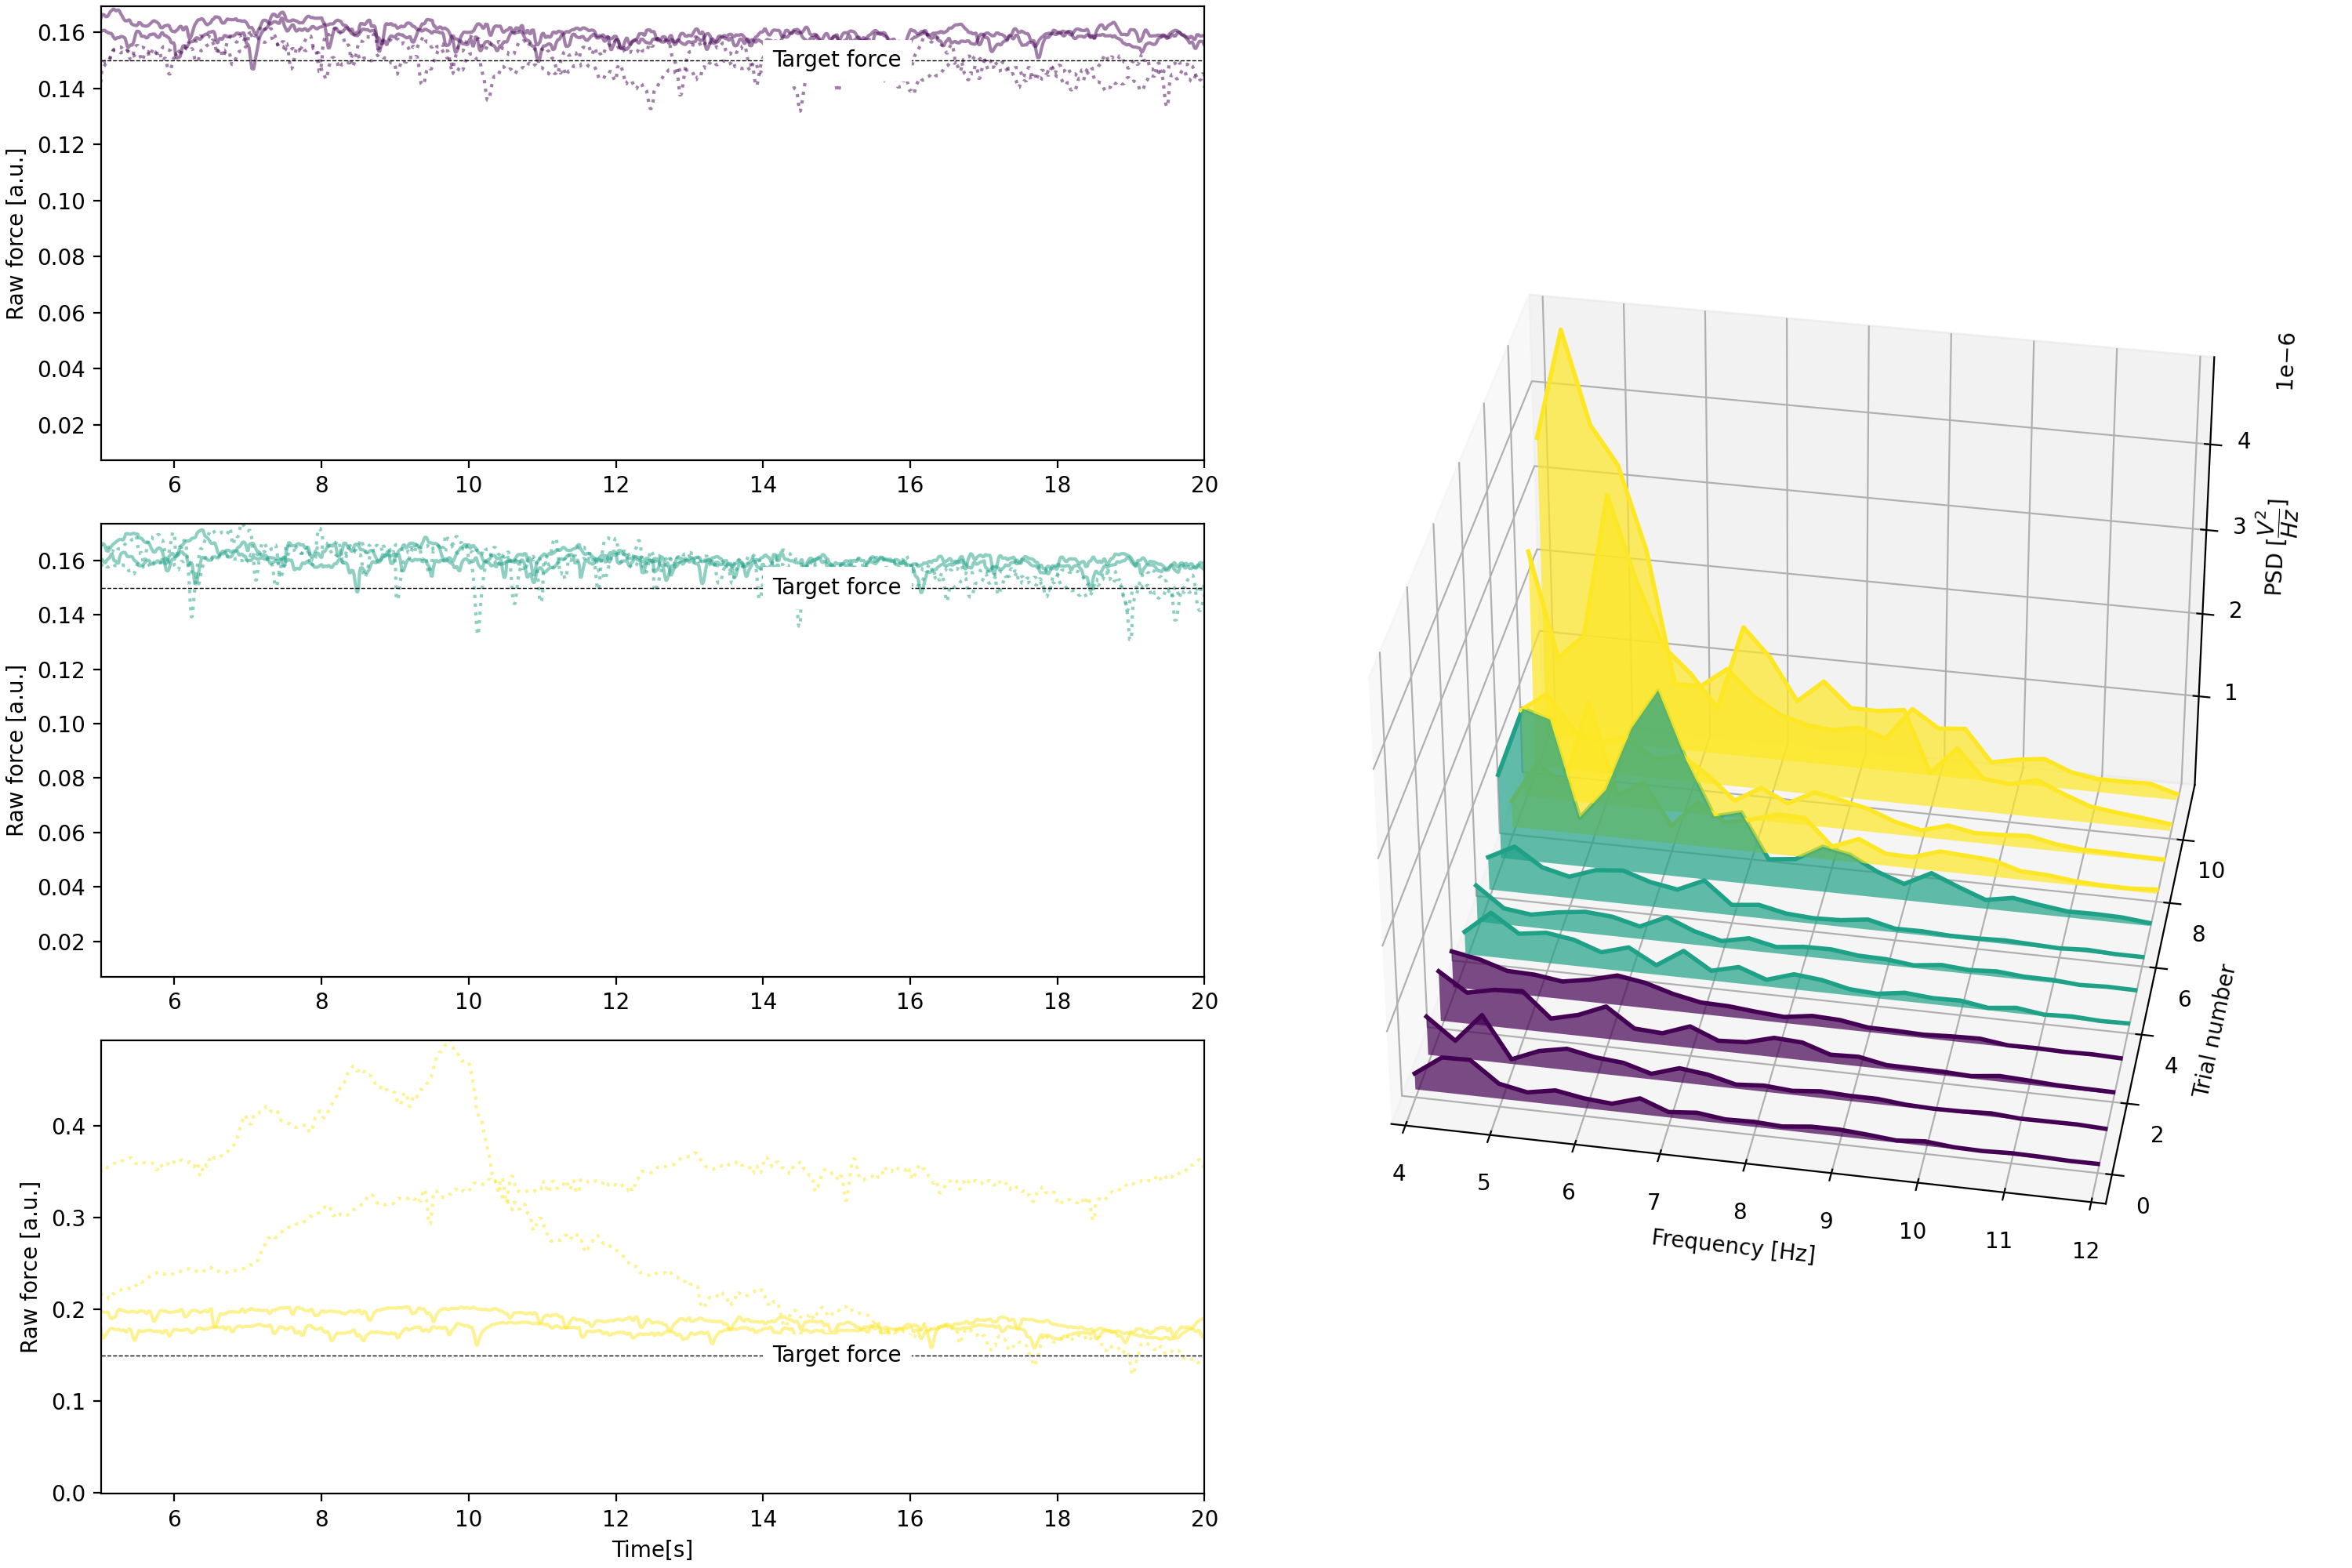 Raw force [a.u.]
0.16
0.14
0.12
0.10
0.08
0.06
0.04
0.02
Target force
6 8 10 12 14 16 18 20
Raw force [a.u.]
0.16
0.14
0.12
0.10
0.08
0.06
0.04
0.02
Target force
6 8 10 12 14 16 18 20
Raw force [a.u.]
0.4
0.3
0.2
0.1
0.0
Target force
6 8 10 12 14 16 18 20
Time[s]
1e−6
4
3
2
1
PSD [V²/Hz]
10
8
6
4
2
0
Trial number
4 5 6 7 8 9 10 11 12
Frequency [Hz]